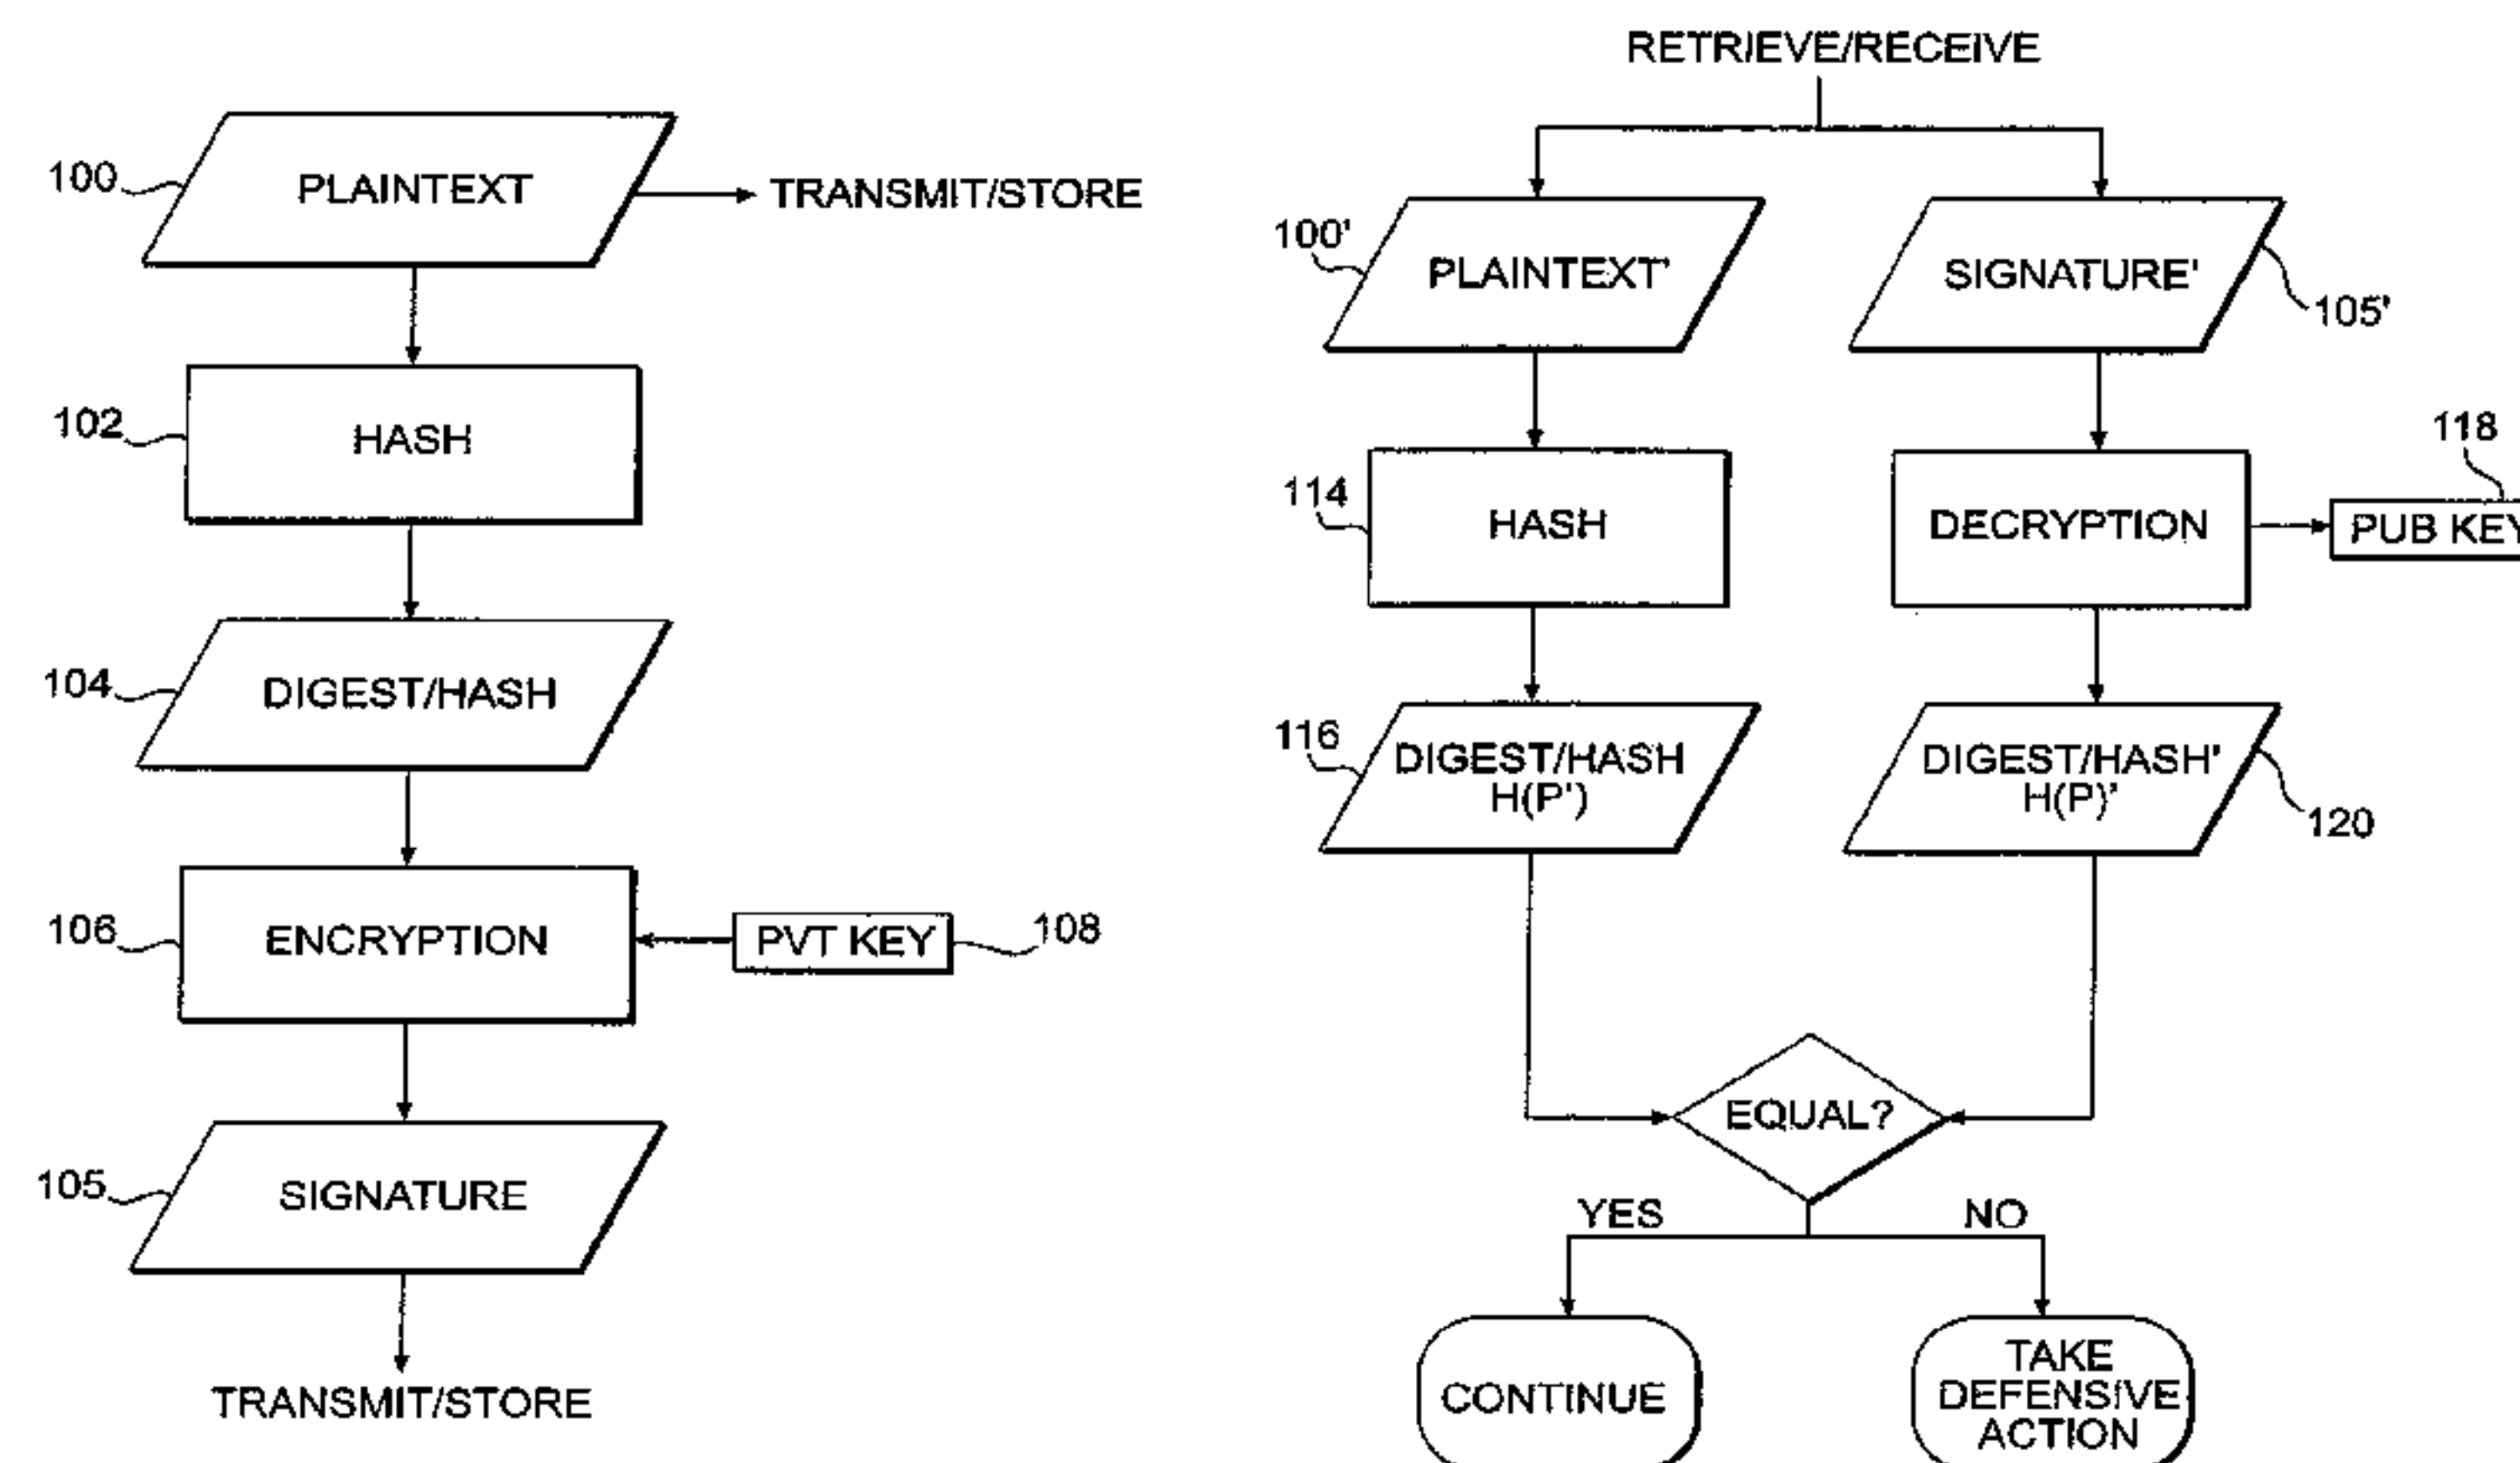 100
PLAINTEXT
TRANSMIT/STORE
102
HASH
104
DIGEST/HASH
106
ENCRYPTION
PVT KEY
108
105
SIGNATURE
TRANSMIT/STORE
RETRIEVE/RECEIVE
100'
PLAINTEXT'
SIGNATURE'
105'
114
HASH
DECRYPTION
118
PUB KEY
116
DIGEST/HASH
H(P')
DIGEST/HASH'
H(P)'
120
EQUAL?
YES
NO
CONTINUE
TAKE
DEFENSIVE
ACTION